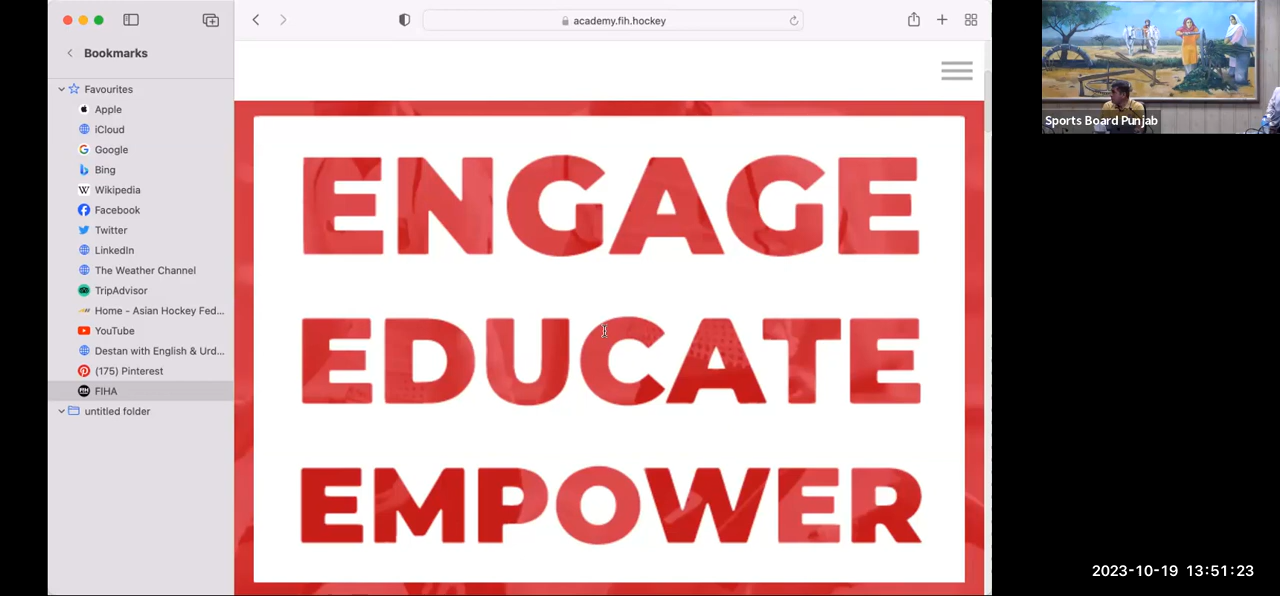 academy.fih.hockey
Bookmarks
Favourites
Apple
iCloud
Google
Bing
Wikipedia
Facebook
Twitter
LinkedIn
The Weather Channel
TripAdvisor
Home - Asian Hockey Fed...
YouTube
Destan with English & Urd...
(175) Pinterest
FIHA
untitled folder
ENGAGE
EDUCATE
EMPOWER
Sports Board Punjab
2023-10-19 13:51:23